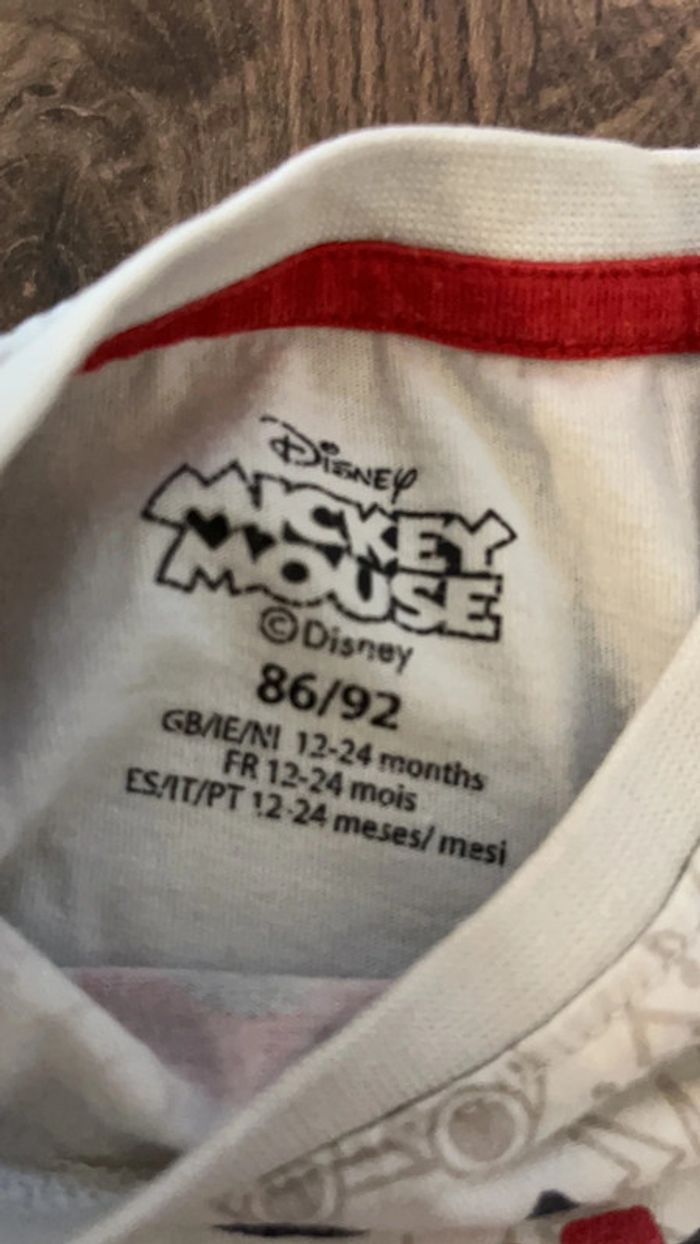 Disney
MICKEY
MOUSE
©Disney
86/92
GB/IE/NI 12-24 months
FR 12-24 mois
ES/IT/PT 12-24 meses/ mesi